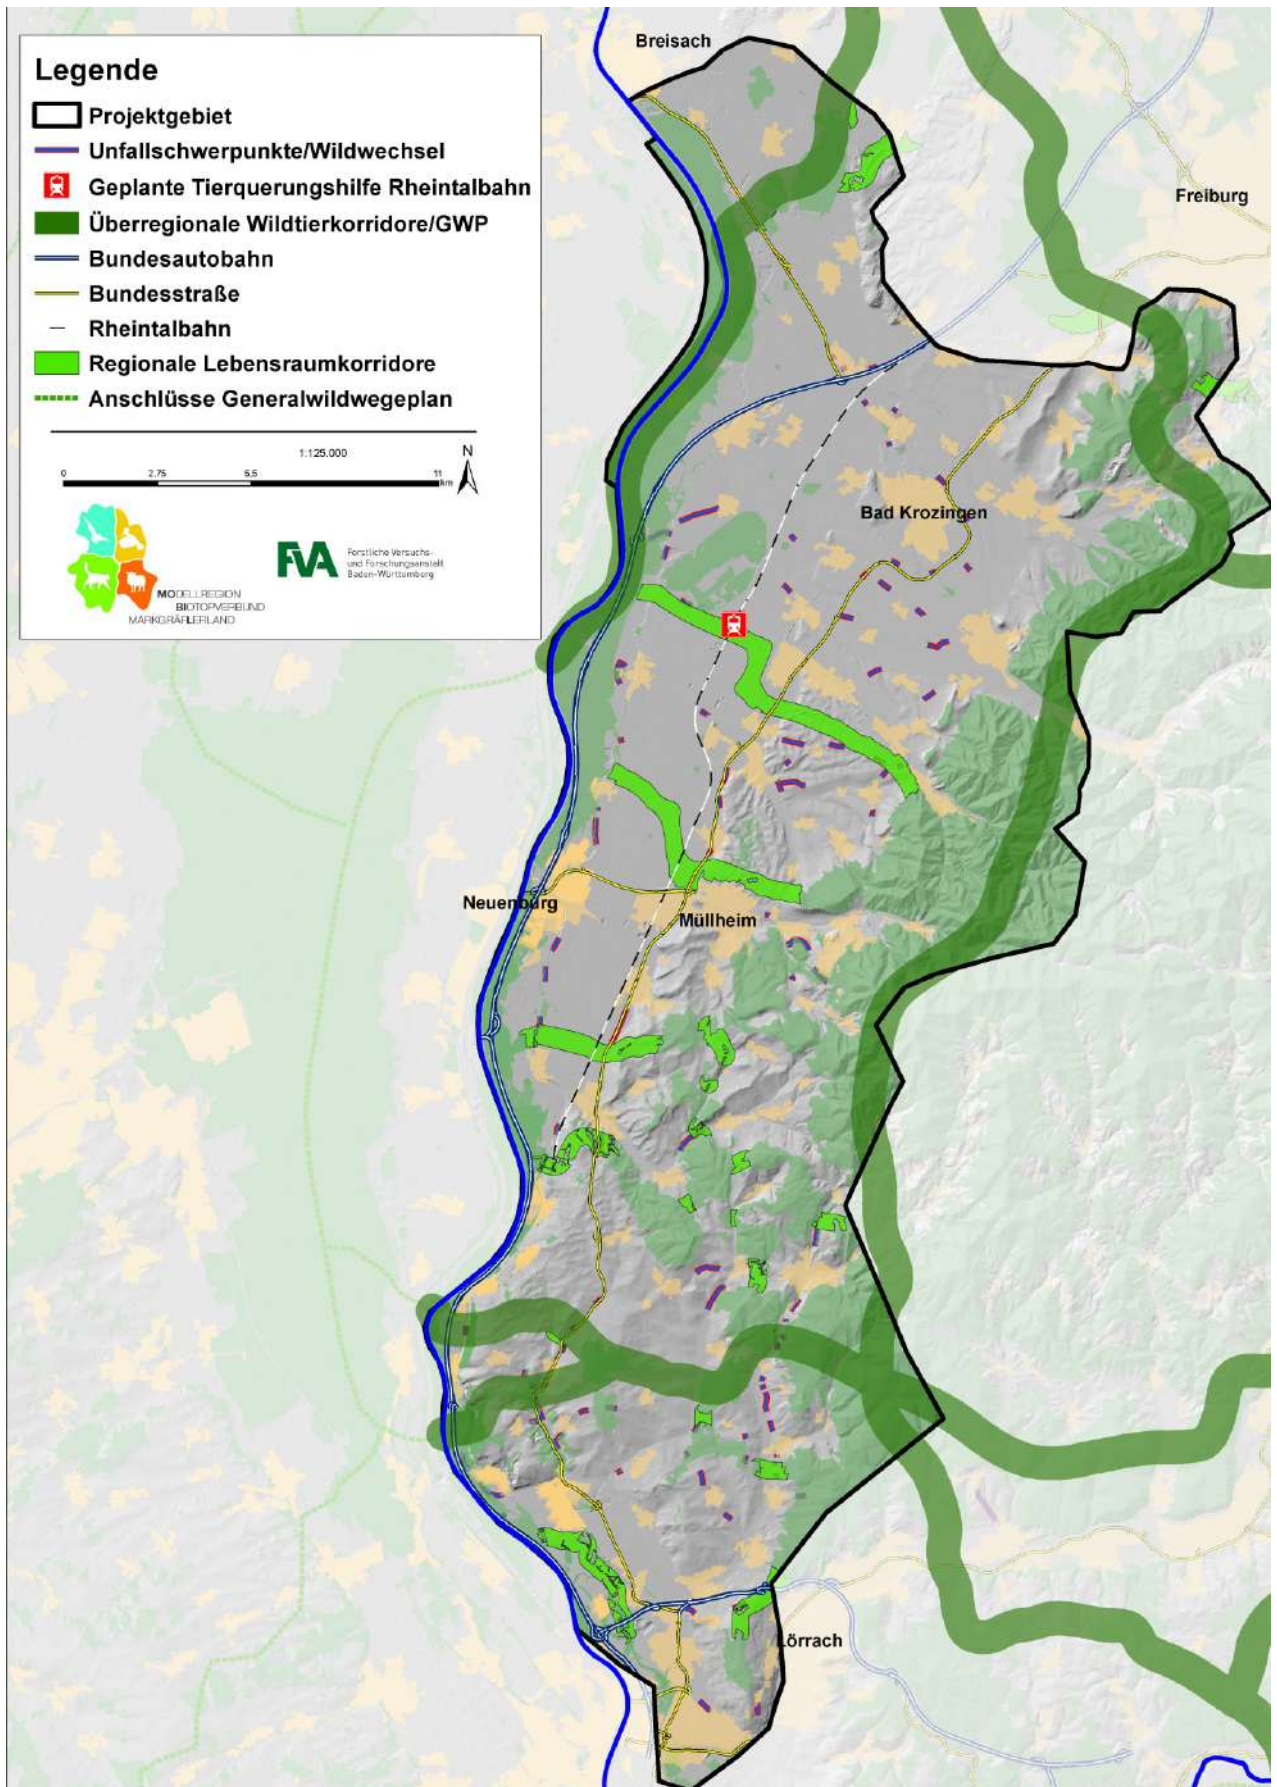 Breisach
Legende
Projektgebiet
Unfallschwerpunkte/Wildwechsel
Geplante Tierquerungshilfe Rheintalbahn
Überregionale Wildtierkorridore/GWP
Bundesautobahn
Bundesstraße
Rheintalbahn
Regionale Lebensraumkorridore
Anschlüsse Generalwildwegeplan
1:125.000
N
0 2,75 5,5 11
km
FVA
Forstliche Versuchs-
und Forschungsanstalt
Baden-Württemberg
MODELLREGION
BIOTOPVERBUND
MARKGRÄFLERLAND
Freiburg
Bad Krozingen
Neuenburg
Müllheim
Lörrach